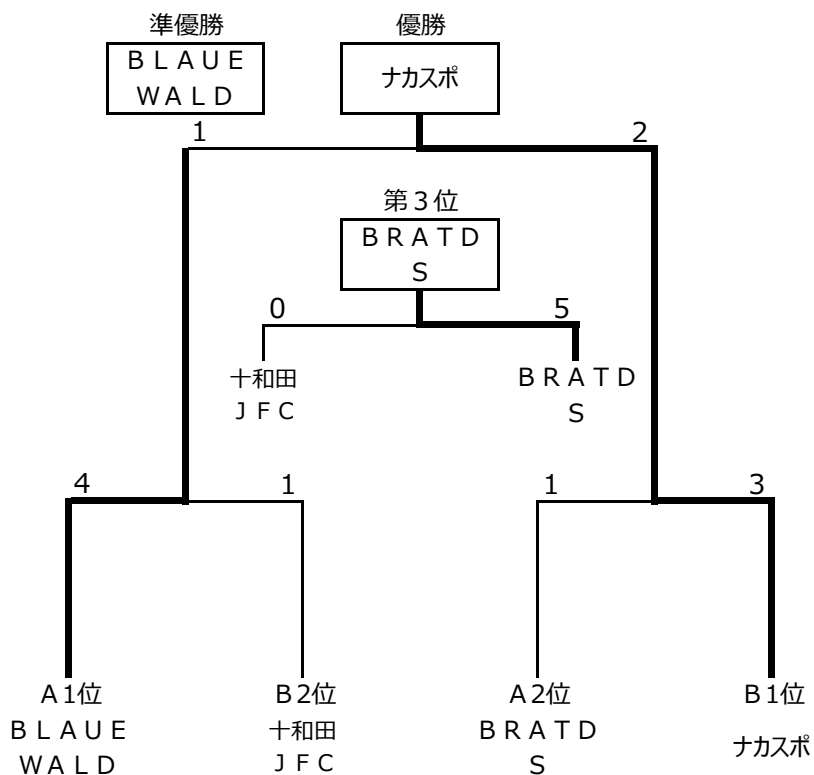 準優勝 優勝
ＢＬＡＵＥ
ＷＡＬＤ
ナカスポ
1 2
第３位
ＢＲＡＴＤ
Ｓ
0 5
十和田
ＪＦＣ
ＢＲＡＴＤ
Ｓ
4 1 1 3
Ａ1位 Ｂ2位 Ａ2位 Ｂ1位
ＢＬＡＵＥ
ＷＡＬＤ
十和田
ＪＦＣ
ＢＲＡＴＤ
Ｓ
ナカスポ